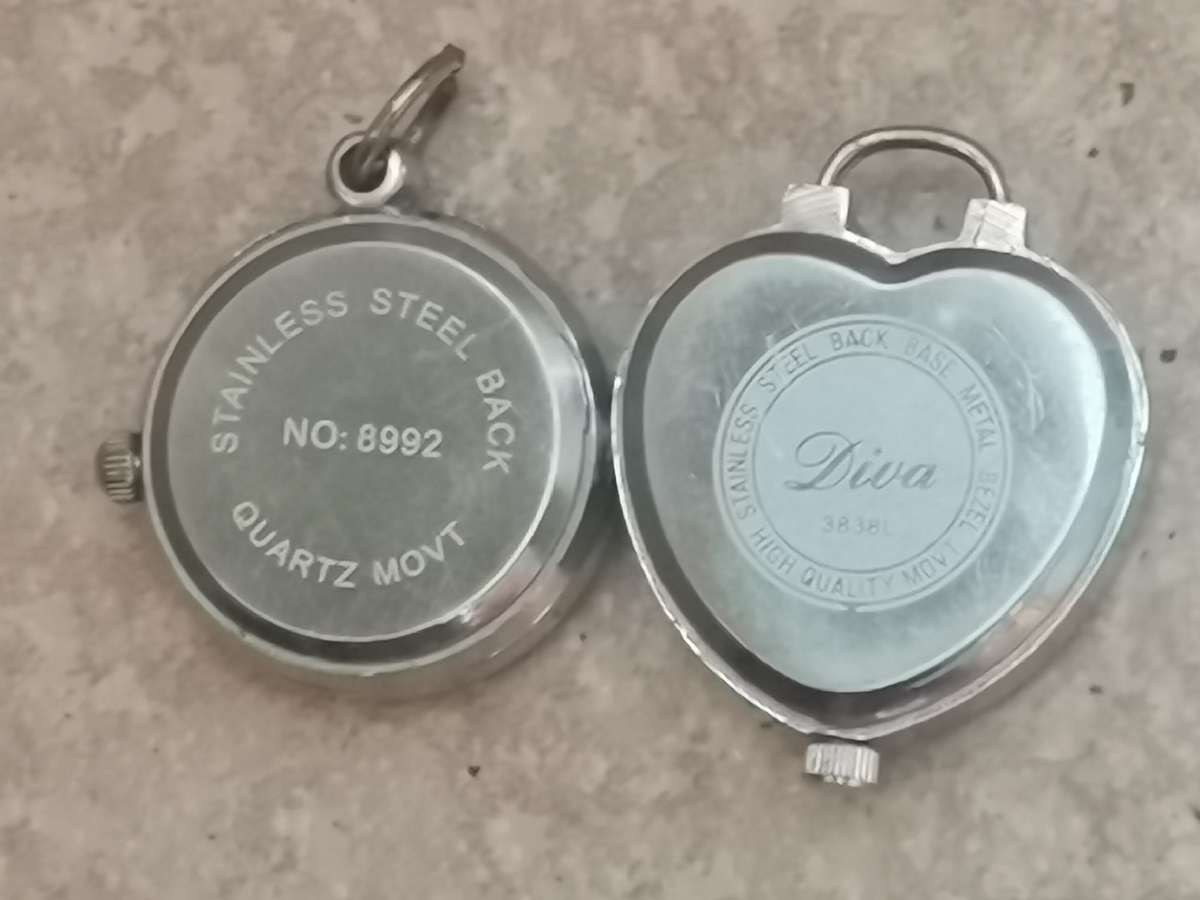 STAINLESS STEEL BACK
NO: 8992
QUARTZ MOVT
STAINLESS STEEL BACK BASE METAL BEZEL
Diva
3838L
HIGH QUALITY MOVT